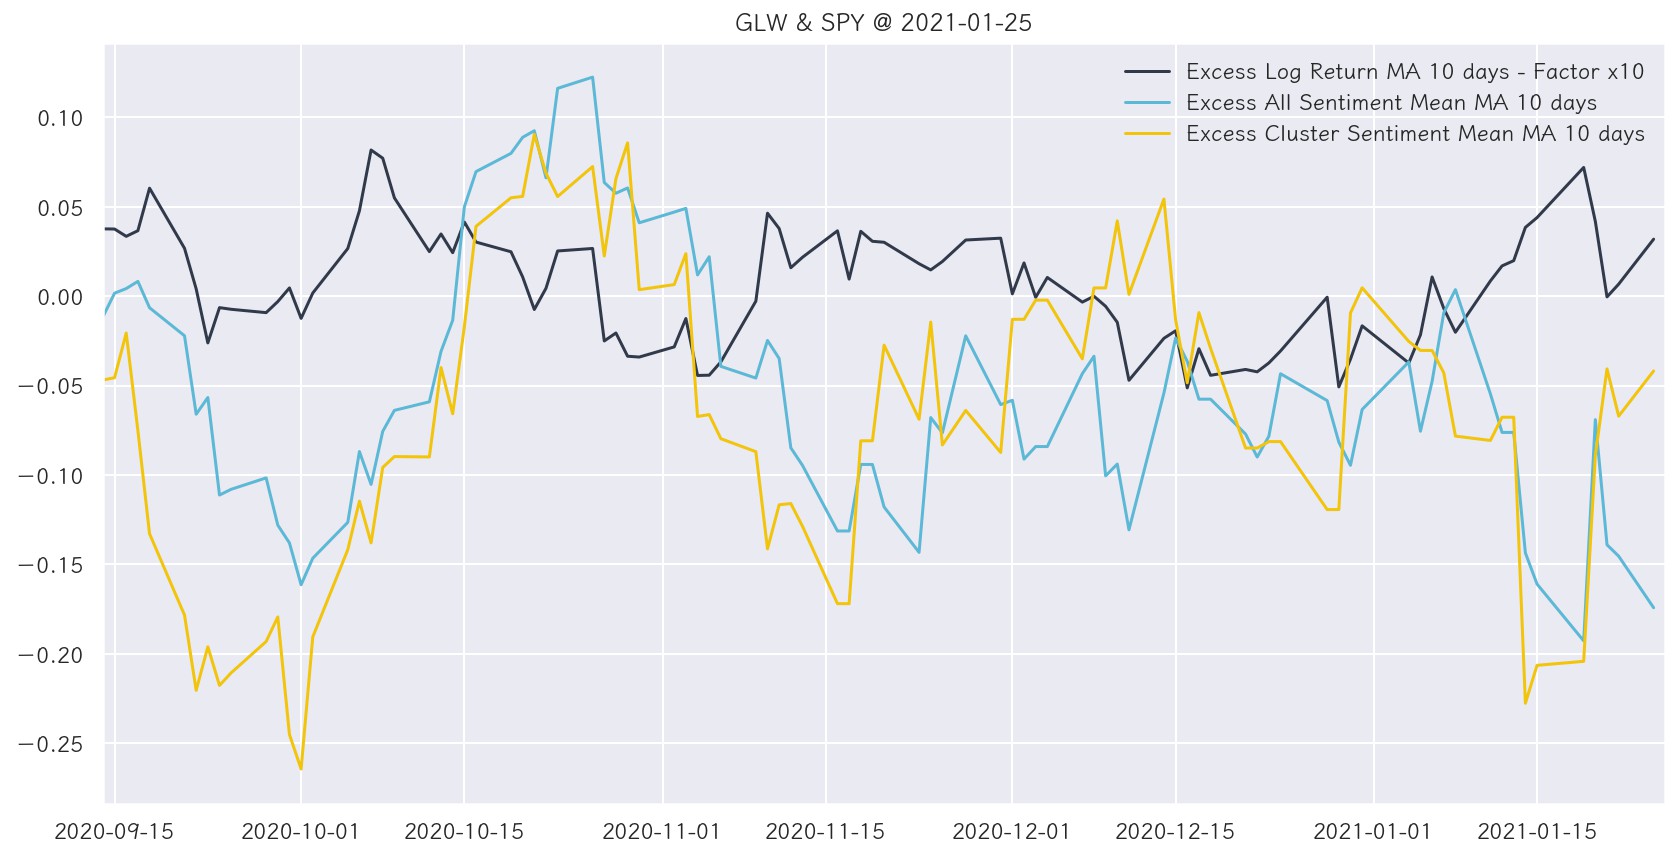 GLW & SPY @ 2021-01-25
Excess Log Return MA 10 days - Factor x10
Excess All Sentiment Mean MA 10 days
Excess Cluster Sentiment Mean MA 10 days
0.10
0.05
0.00
−0.05
−0.10
−0.15
−0.20
−0.25
2020-09-15 2020-10-01 2020-10-15 2020-11-01 2020-11-15 2020-12-01 2020-12-15 2021-01-01 2021-01-15